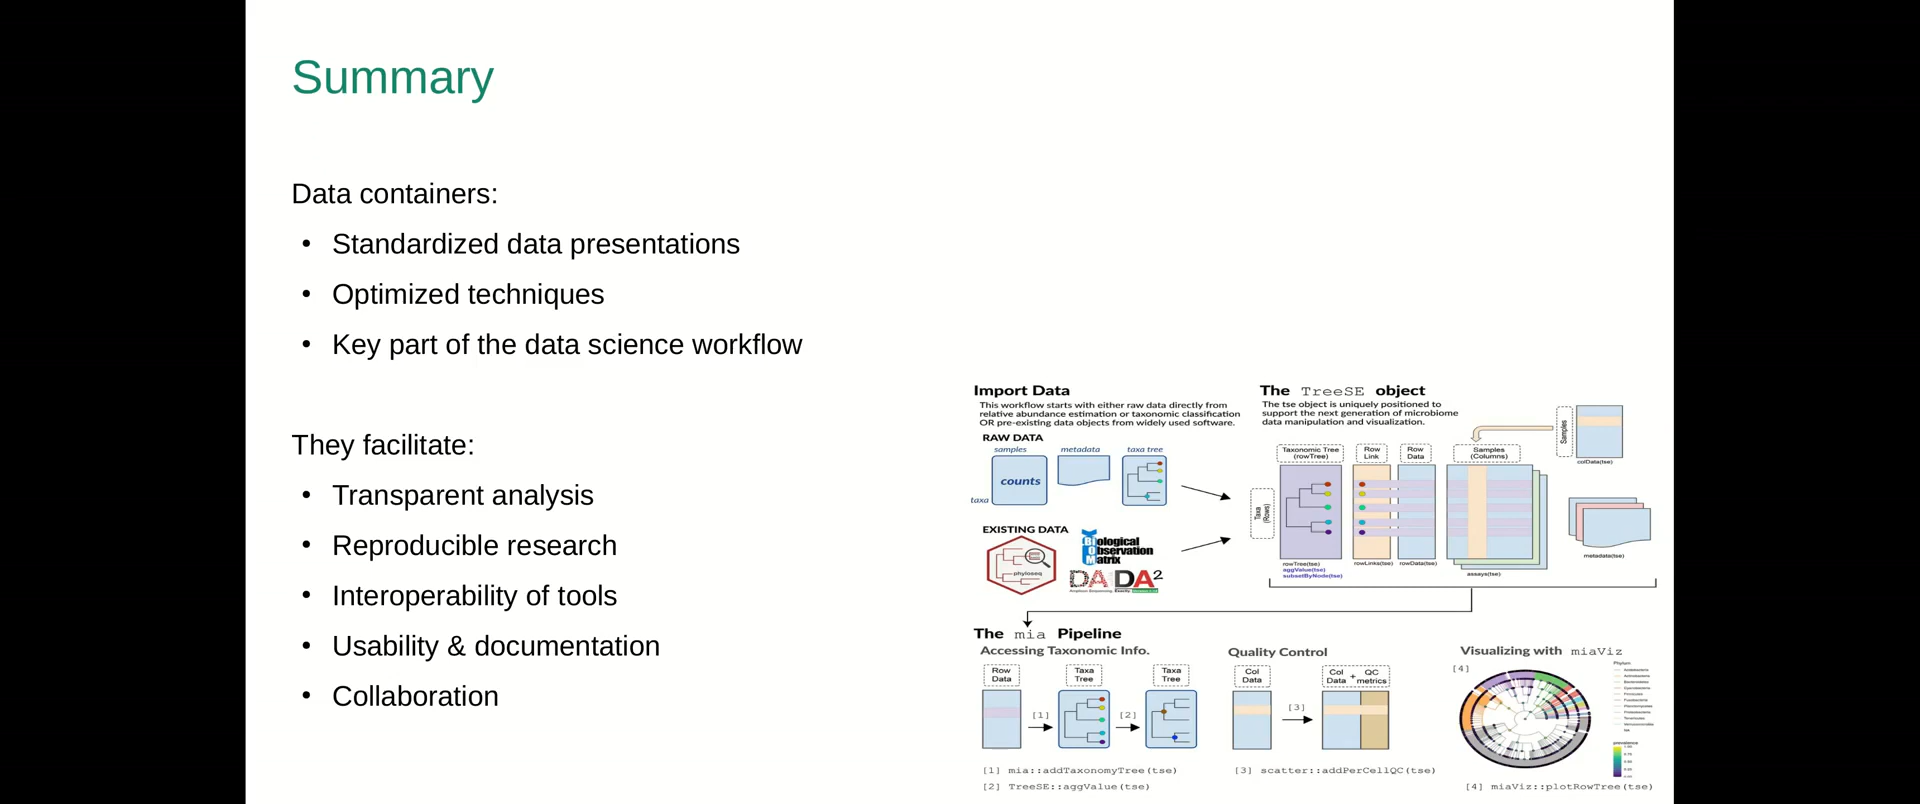 Summary
Data containers:
• Standardized data presentations
• Optimized techniques
• Key part of the data science workflow
They facilitate:
• Transparent analysis
• Reproducible research
• Interoperability of tools
• Usability & documentation
• Collaboration
Import Data
This workflow starts with either raw data directly from
relative abundance estimation or taxonomic classification
OR pre-existing data objects from widely used software.
RAW DATA
samples
metadata
taxa tree
counts
taxa
EXISTING DATA
phyloseq
Biological
Observation
Matrix
DADA2
The TreeSE object
The tse object is uniquely positioned to
support the next generation of microbiome
data manipulation and visualization.
Samples
colData(tse)
Taxonomic Tree
(rowTree)
Row
Link
Row
Data
Samples
(Columns)
Taxa
(Rows)
rowTree(tse)
aggValue(tse)
subsetByNode(tse)
rowLinks(tse)
rowData(tse)
assays(tse)
metadata(tse)
The mia Pipeline
Accessing Taxonomic Info.
Row
Data
Taxa
Tree
Taxa
Tree
[1]
[2]
[1] mia::addTaxonomyTree(tse)
[2] TreeSE::aggValue(tse)
Quality Control
Col
Data
Col
Data
+
QC
metrics
[3]
[3] scater::addPerCellQC(tse)
Visualizing with miaViz
[4]
Phylum
prevalence
[4] miaViz::plotRowTree(tse)